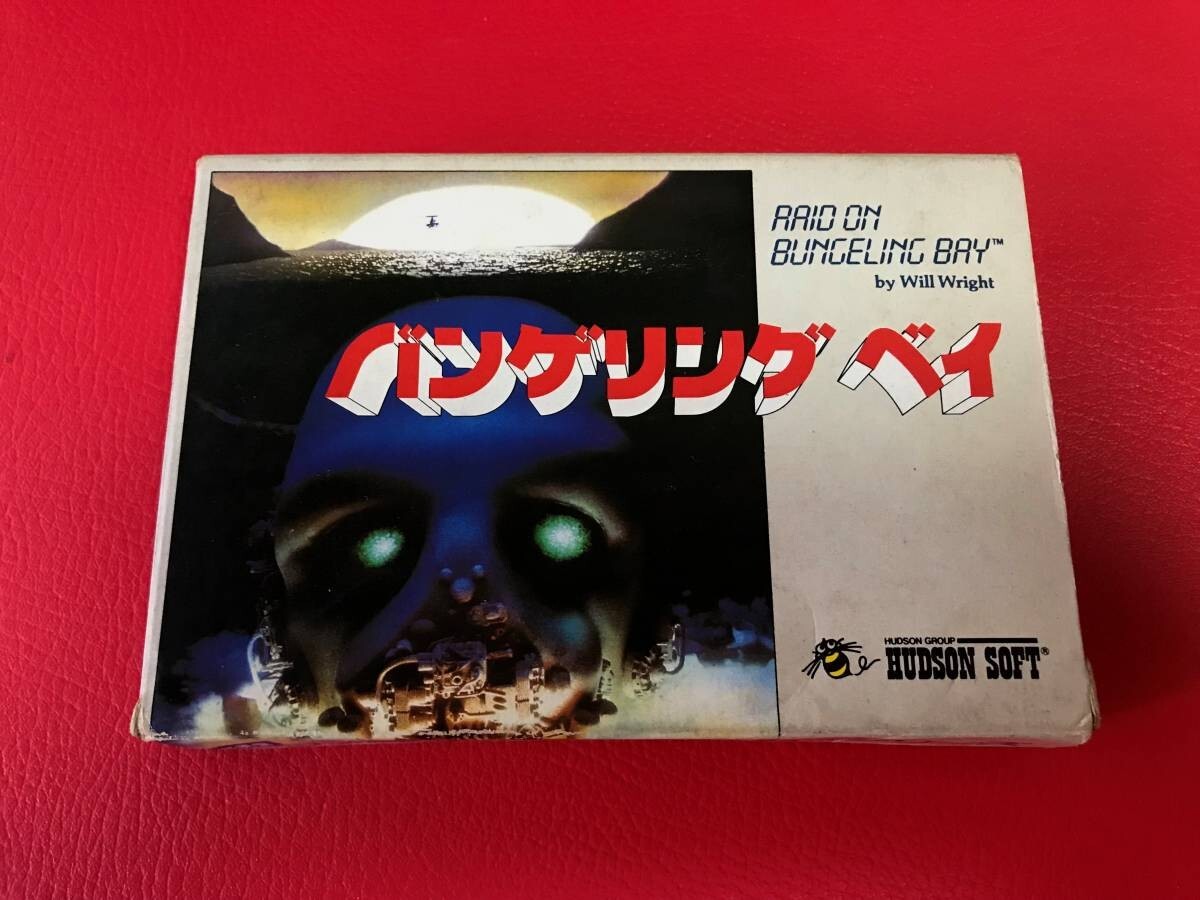 RAID ON
BUNGELING BAY™
by Will Wright
バンゲリング ベイ
HUDSON GROUP
HUDSON SOFT®